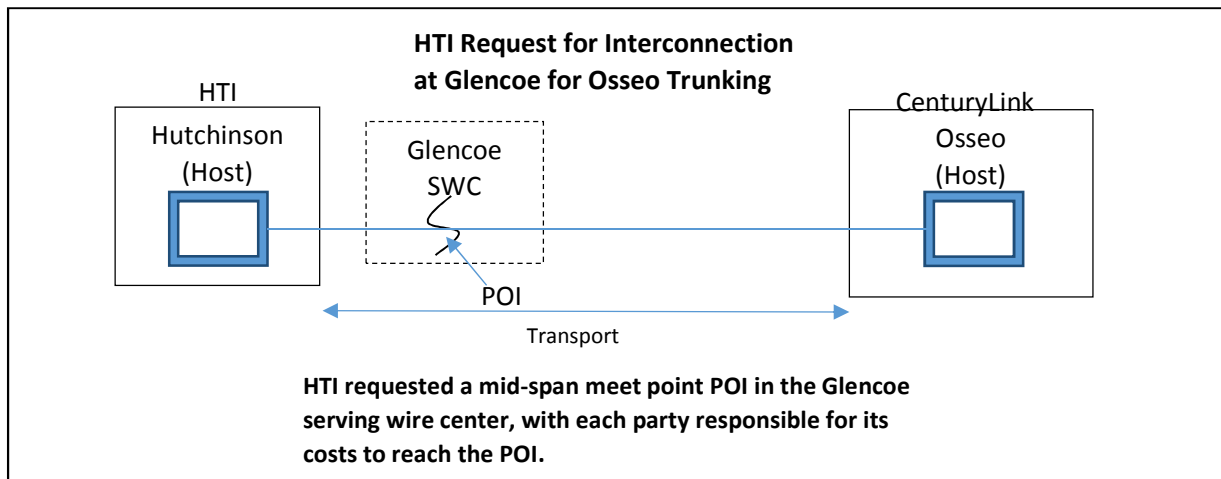 HTI Request for Interconnection
at Glencoe for Osseo Trunking
HTI
Hutchinson
(Host)
Glencoe
SWC
POI
CenturyLink
Osseo
(Host)
Transport
HTI requested a mid-span meet point POI in the Glencoe
serving wire center, with each party responsible for its
costs to reach the POI.